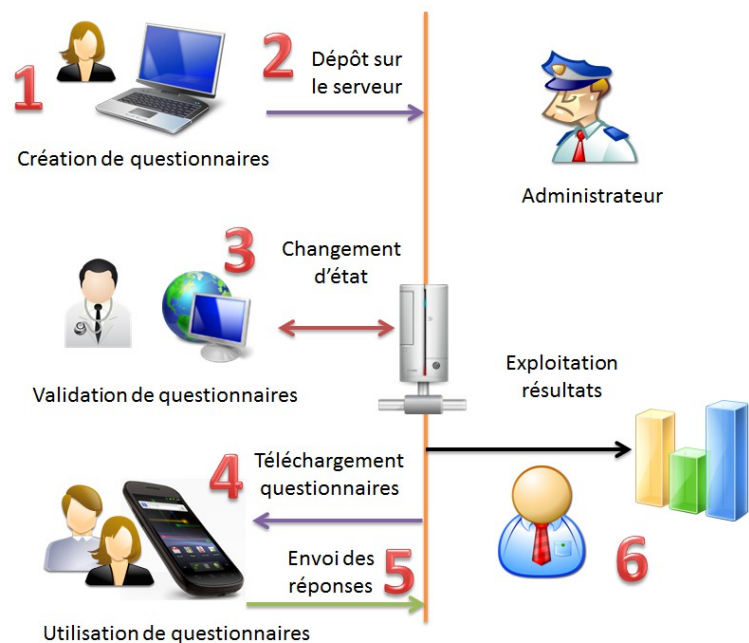 1
2
Dépôt sur
le serveur
Création de questionnaires
Administrateur
3
Changement
d'état
Validation de questionnaires
Exploitation
résultats
4
Téléchargement
questionnaires
Envoi des
réponses
5
6
Utilisation de questionnaires